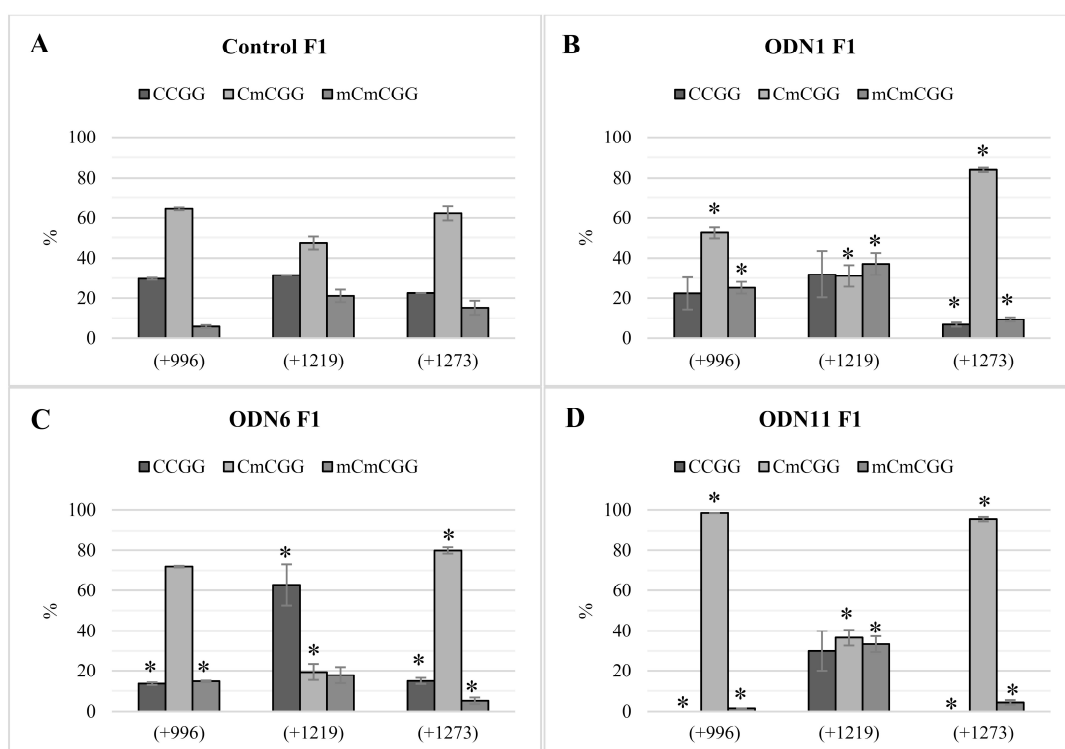 A
Control F1
CCGG CmCGG mCmCGG
100
80
60
40
20
0
%
(+996) (+1219) (+1273)
B
ODN1 F1
CCGG CmCGG mCmCGG
100
80
60
40
20
0
%
* * * * * * *
(+996) (+1219) (+1273)
C
ODN6 F1
CCGG CmCGG mCmCGG
100
80
60
40
20
0
%
* * * * * * *
(+996) (+1219) (+1273)
D
ODN11 F1
CCGG CmCGG mCmCGG
100
80
60
40
20
0
%
* * * * * * * *
(+996) (+1219) (+1273)